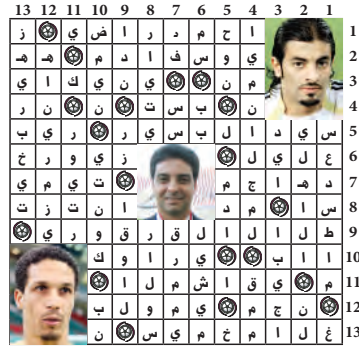 13 12 11 10 9 8 7 6 5 4 3 2 1
1 ا ح م د ر ا ض ي ز
2 ي و س ف ا د م هـ هـ
3 م ن ي ن ي ك ا ي
4 ن ب س ت ن ن ر
5 س ي د ا ل ب س ي ر ر ي ب
6 ع ل ي ل ز ي و ر خ
7 د هـ ا ج م ت ي م ي
8 س ا م د ا ن ت ز ت
9 ط ل ا ل ا ل ق ر ق و ر ي
10 ا ا ب ي ر ا و ك
11 م ي ق ا ش م ل ا
12 ن ج م ي م و ل ب
13 غ ل ا م خ م ي س ن